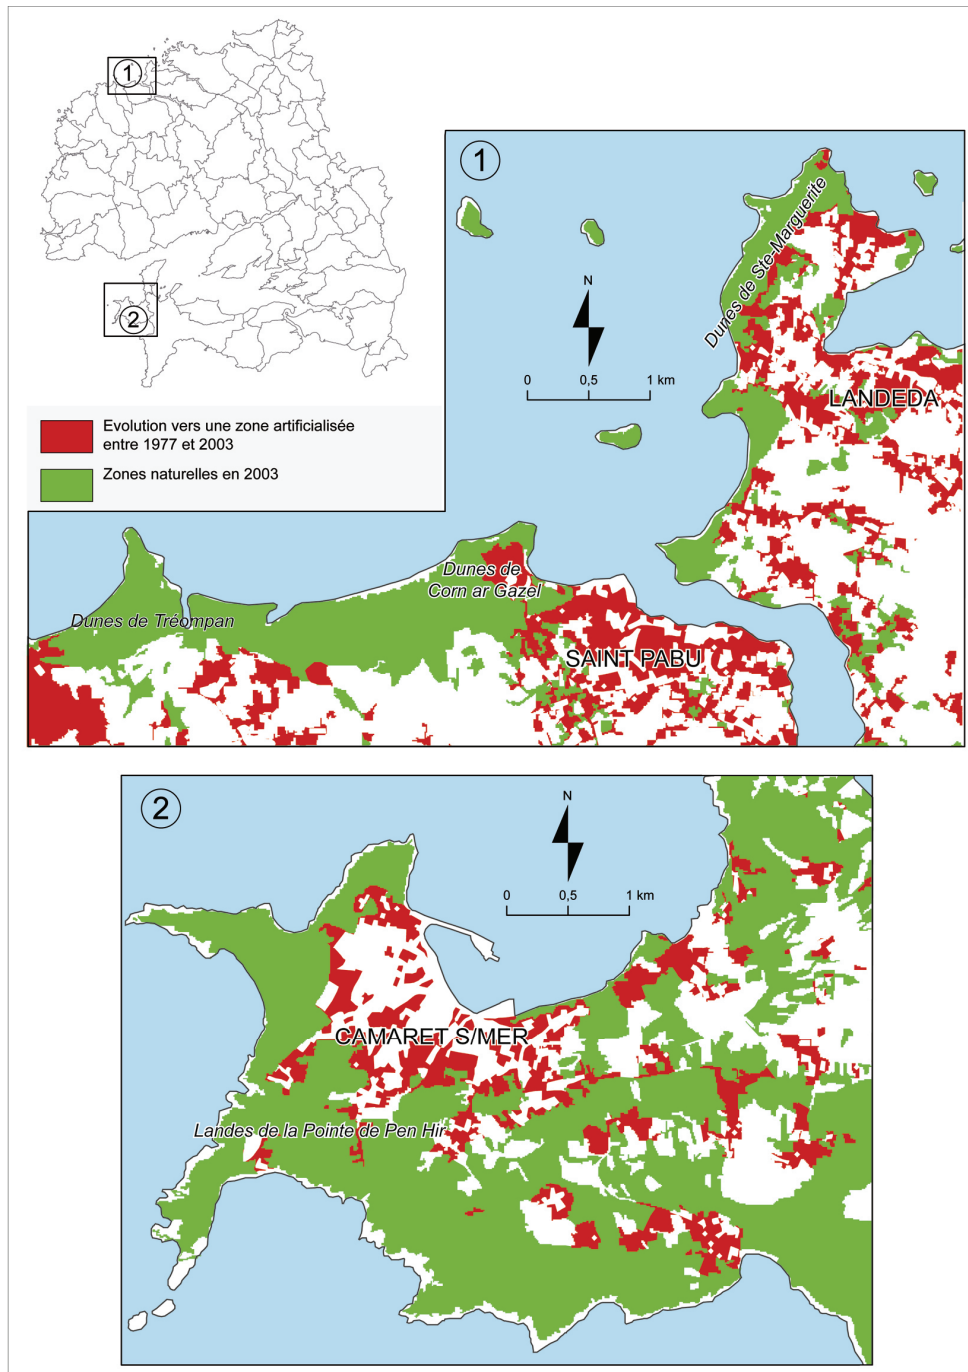 1
2
1
Dunes de Ste-Marguerite
N
0 0,5 1 km
LANDEDA
Evolution vers une zone artificialisée
entre 1977 et 2003
Zones naturelles en 2003
Dunes de
Corn ar Gazel
Dunes de Tréompan
SAINT PABU
2
N
0 0,5 1 km
CAMARET S/MER
Landes de la Pointe de Pen Hir